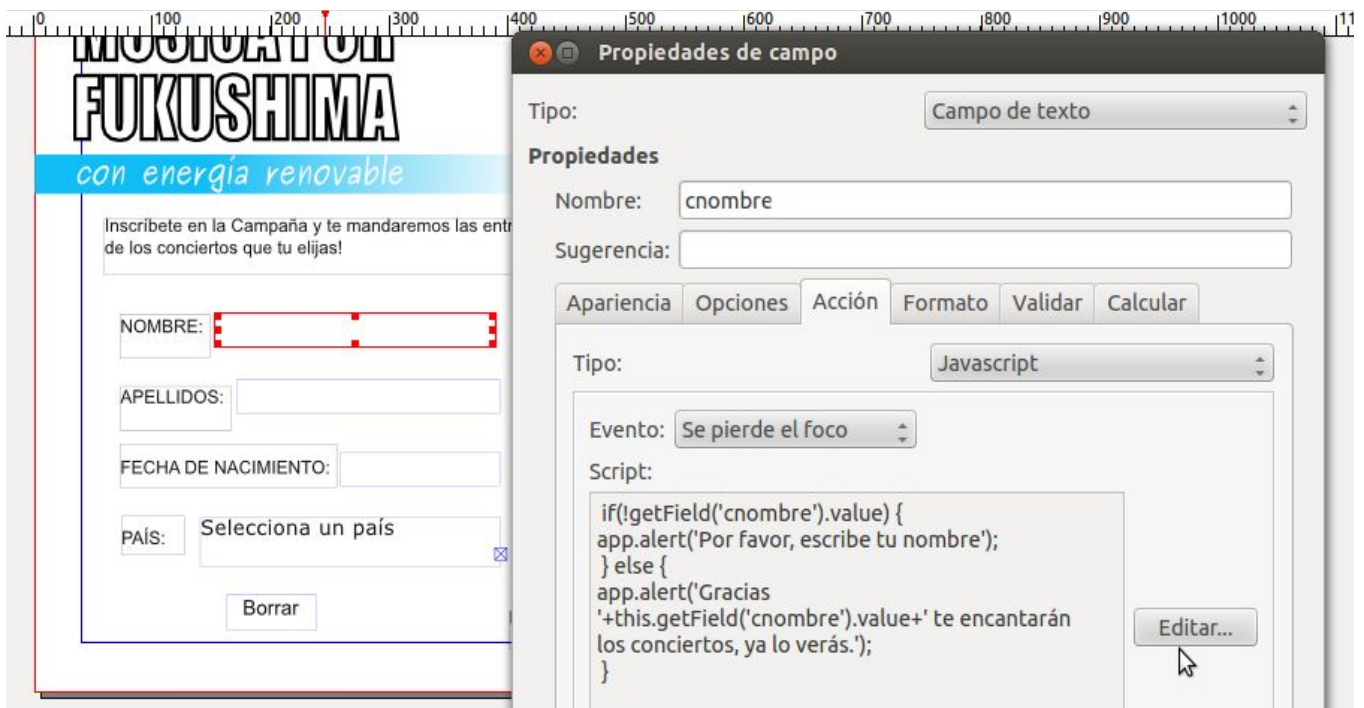 0 100 200 300 400 500 600 700 800 900 1000 11
MÚSICA POR
FUKUSHIMA
con energía renovable
Inscríbete en la Campaña y te mandaremos las entr
de los conciertos que tu elijas!
NOMBRE:
APELLIDOS:
FECHA DE NACIMIENTO:
PAÍS:
Selecciona un país
Borrar
Propiedades de campo
Tipo:
Campo de texto
Propiedades
Nombre:
cnombre
Sugerencia:
Apariencia Opciones Acción Formato Validar Calcular
Tipo:
Javascript
Evento:
Se pierde el foco
Script:
if(!getField('cnombre').value) {
app.alert('Por favor, escribe tu nombre');
} else {
app.alert('Gracias
'+this.getField('cnombre').value+' te encantarán
los conciertos, ya lo verás.');
}
Editar...